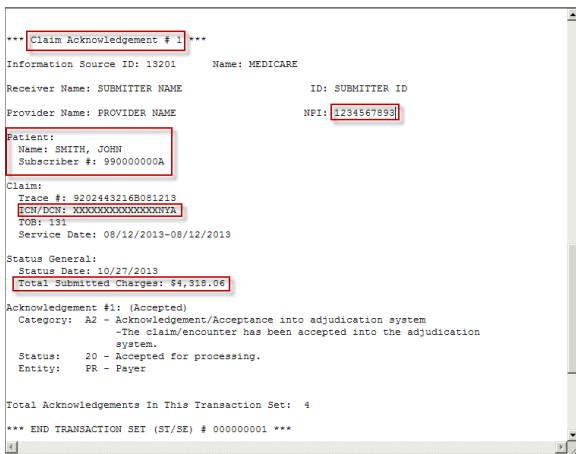 *** Claim Acknowledgement # 1 ***
Information Source ID: 13201 Name: MEDICARE
Receiver Name: SUBMITTER NAME ID: SUBMITTER ID
Provider Name: PROVIDER NAME NPI: 1234567893
Patient:
Name: SMITH, JOHN
Subscriber #: 990000000A
Claim:
Trace #: 9202443216B081213
ICN/DCN: XXXXXXXXXXXXXXNYA
TOB: 131
Service Date: 08/12/2013-08/12/2013
Status General:
Status Date: 10/27/2013
Total Submitted Charges: $4,318.06
Acknowledgement #1: (Accepted)
Category: A2 - Acknowledgement/Acceptance into adjudication system
-The claim/encounter has been accepted into the adjudication
system.
Status: 20 - Accepted for processing.
Entity: PR - Payer
Total Acknowledgements In This Transaction Set: 4
*** END TRANSACTION SET (ST/SE) # 000000001 ***